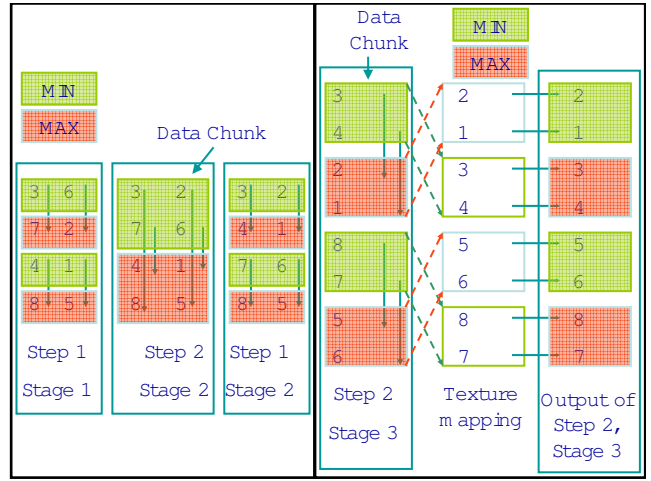 MIN
MAX
Data Chunk
3 6
7 2
4 1
8 5
Step 1
Stage 1
3 2
7 6
4 1
8 5
Step 2
Stage 2
3 2
4 1
7 6
8 5
Step 1
Stage 2
Data
Chunk
MIN
MAX
3
4
2
1
8
7
5
6
Step 2
Stage 3
2
1
3
4
5
6
8
7
Texture
mapping
2
1
3
4
5
6
8
7
Output of
Step 2,
Stage 3